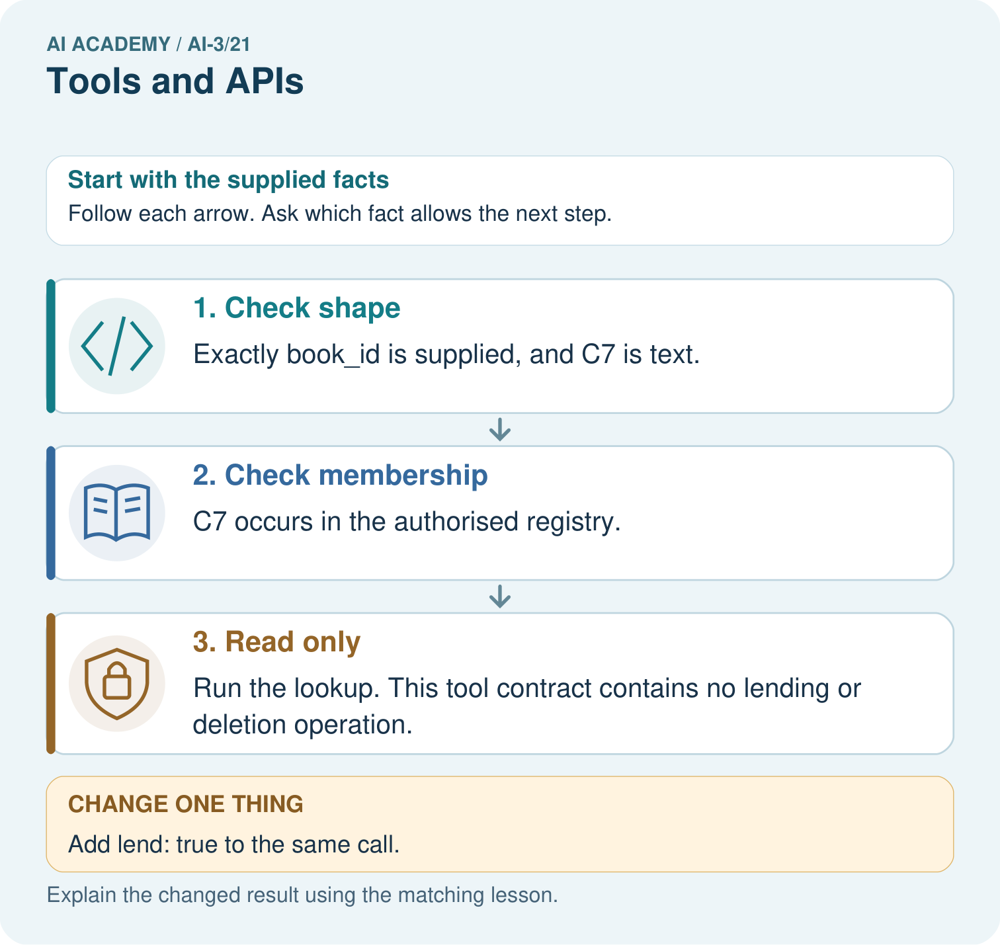 AI ACADEMY / AI-3/21
Tools and APIs
Start with the supplied facts
Follow each arrow. Ask which fact allows the next step.
1. Check shape
Exactly book_id is supplied, and C7 is text.
2. Check membership
C7 occurs in the authorised registry.
3. Read only
Run the lookup. This tool contract contains no lending or
deletion operation.
CHANGE ONE THING
Add lend: true to the same call.
Explain the changed result using the matching lesson.